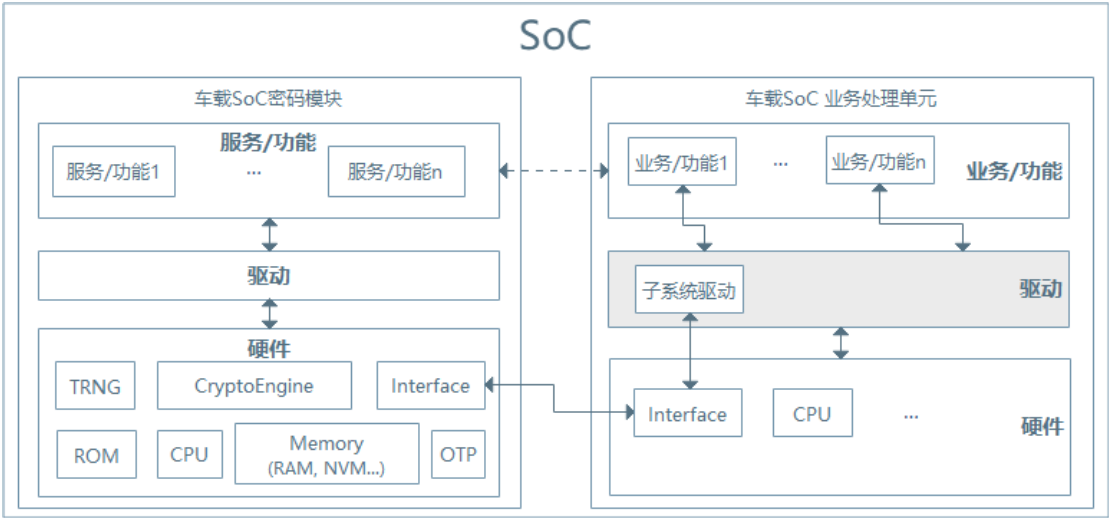 SoC
车载SoC密码模块
服务/功能
服务/功能1
...
服务/功能n
驱动
硬件
TRNG
CryptoEngine
Interface
ROM
CPU
Memory
(RAM, NVM...)
OTP
车载SoC 业务处理单元
业务/功能1
...
业务/功能n
业务/功能
子系统驱动
驱动
Interface
CPU
...
硬件